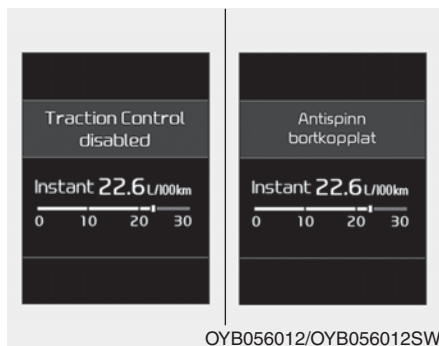 Traction Control
disabled
Instant 22.6 L/100km
0 10 20 30
Antispinn
bortkopplat
Instant 22.6 L/100km
0 10 20 30
OYB056012/OYB056012SW